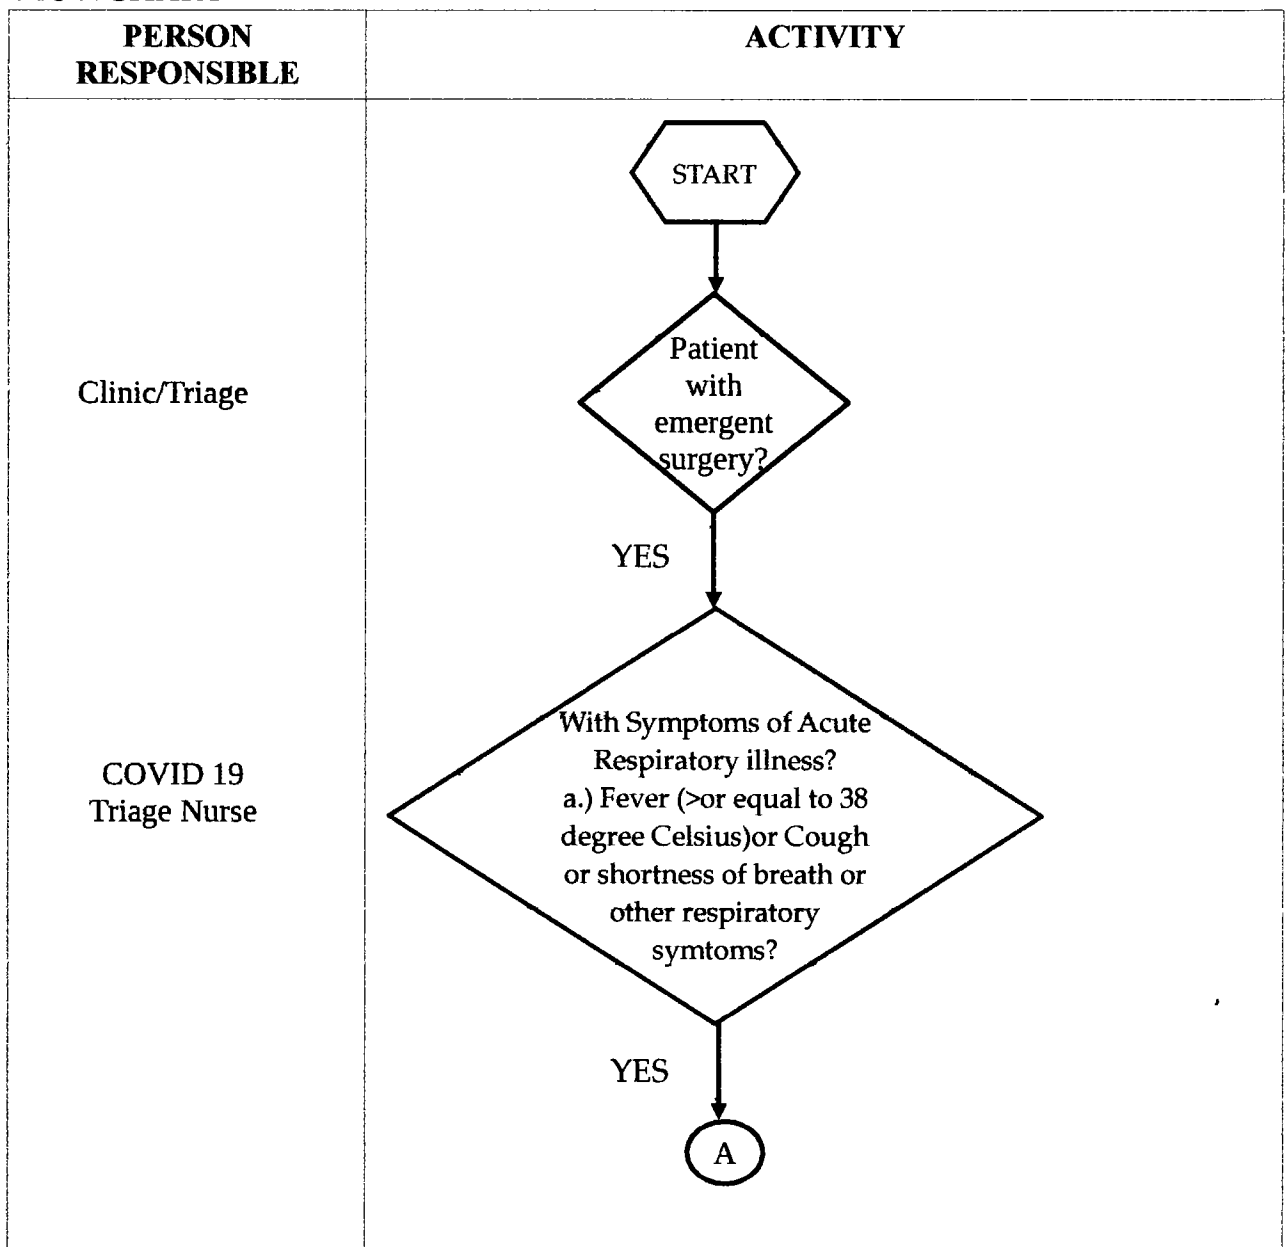 PERSON
RESPONSIBLE
ACTIVITY
START
Clinic/Triage
Patient
with
emergent
surgery?
YES
COVID 19
Triage Nurse
With Symptoms of Acute
Respiratory illness?
a.) Fever (>or equal to 38
degree Celsius)or Cough
or shortness of breath or
other respiratory
symtoms?
YES
A